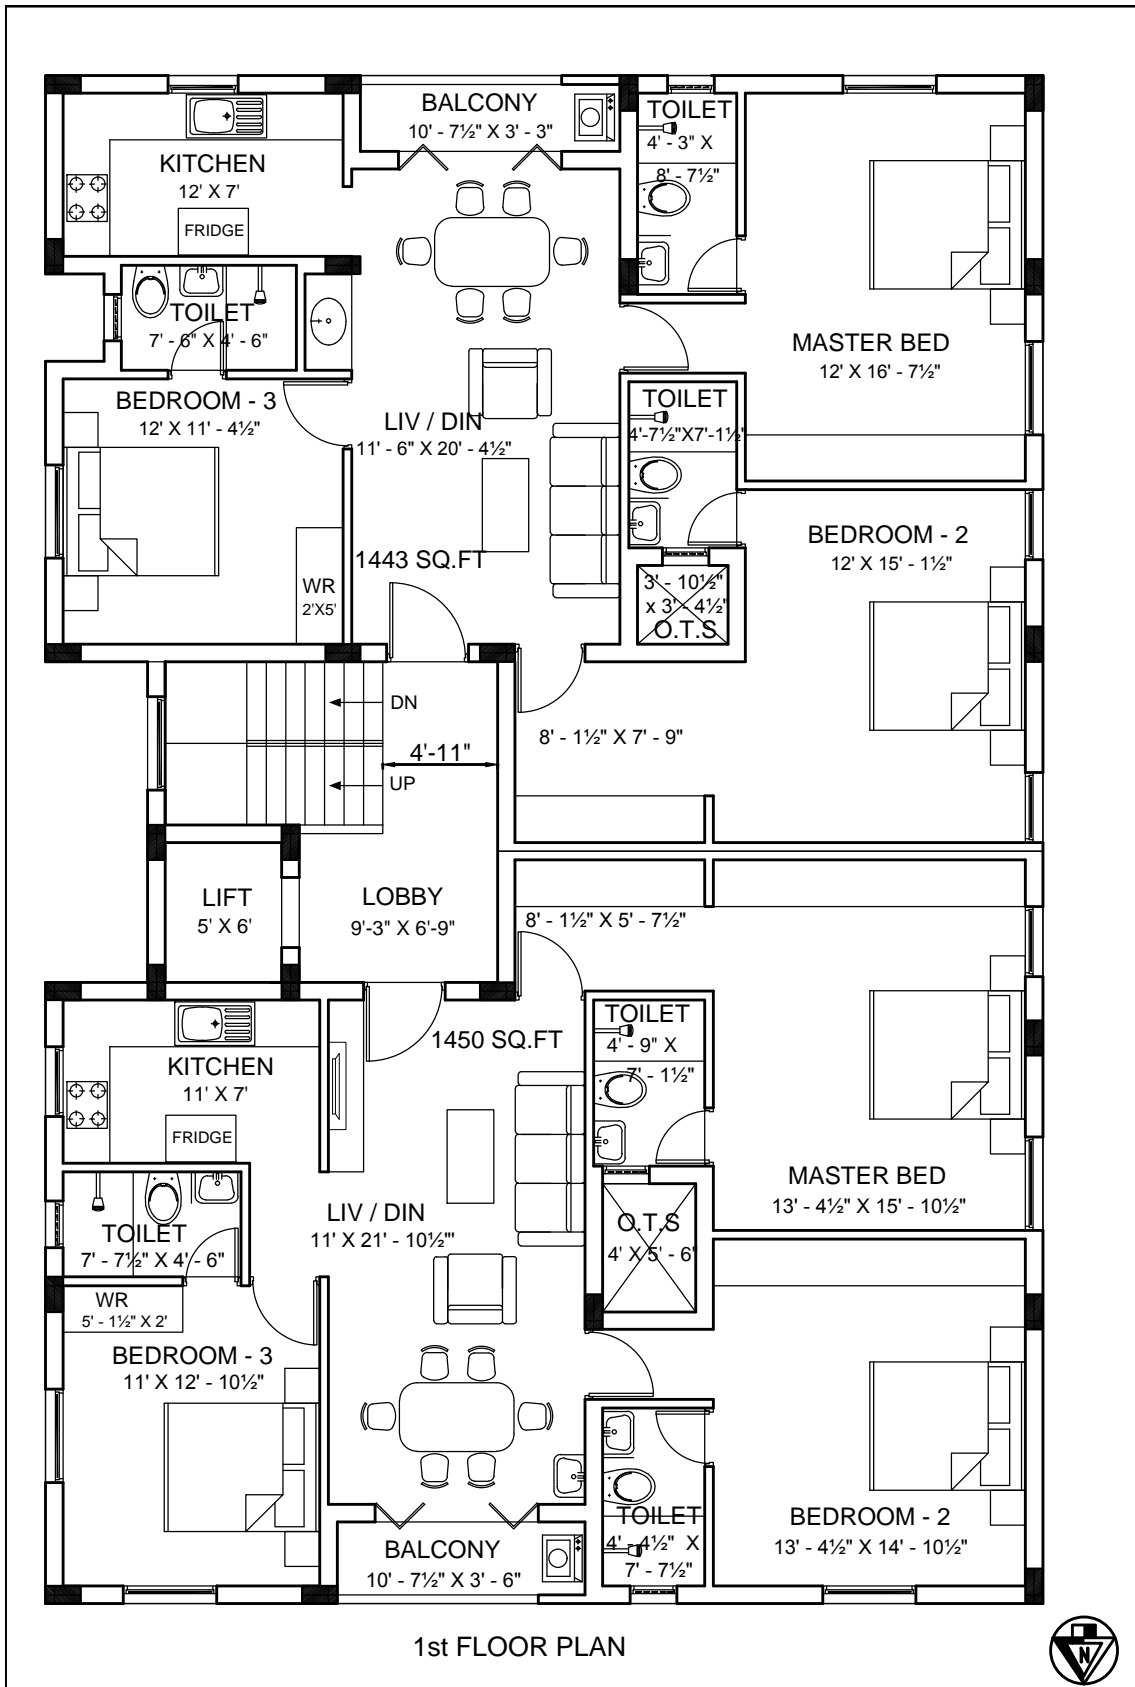 BALCONY
10' - 7½" X 3' - 3"
TOILET
4' - 3" X
8' - 7½"
KITCHEN
12' X 7'
FRIDGE
TOILET
7' - 6" X 4' - 6"
MASTER BED
12' X 16' - 7½"
BEDROOM - 3
12' X 11' - 4½"
LIV / DIN
11' - 6" X 20' - 4½"
TOILET
4'-7½"X7'-1½"
BEDROOM - 2
12' X 15' - 1½"
1443 SQ.FT
WR
2'X5'
3' - 10½"
x 3' - 4½"
O.T.S
DN
8' - 1½" X 7' - 9"
4'-11"
UP
LIFT
5' X 6'
LOBBY
9'-3" X 6'-9"
8' - 1½" X 5' - 7½"
1450 SQ.FT
TOILET
4' - 9" X
7' - 1½"
KITCHEN
11' X 7'
FRIDGE
MASTER BED
13' - 4½" X 15' - 10½"
LIV / DIN
11' X 21' - 10½"'
O.T.S
4' X 5' - 6'
TOILET
7' - 7½" X 4' - 6"
WR
5' - 1½" X 2'
BEDROOM - 3
11' X 12' - 10½"
BEDROOM - 2
13' - 4½" X 14' - 10½"
TOILET
4' - 4½" X
7' - 7½"
BALCONY
10' - 7½" X 3' - 6"
1st FLOOR PLAN
N